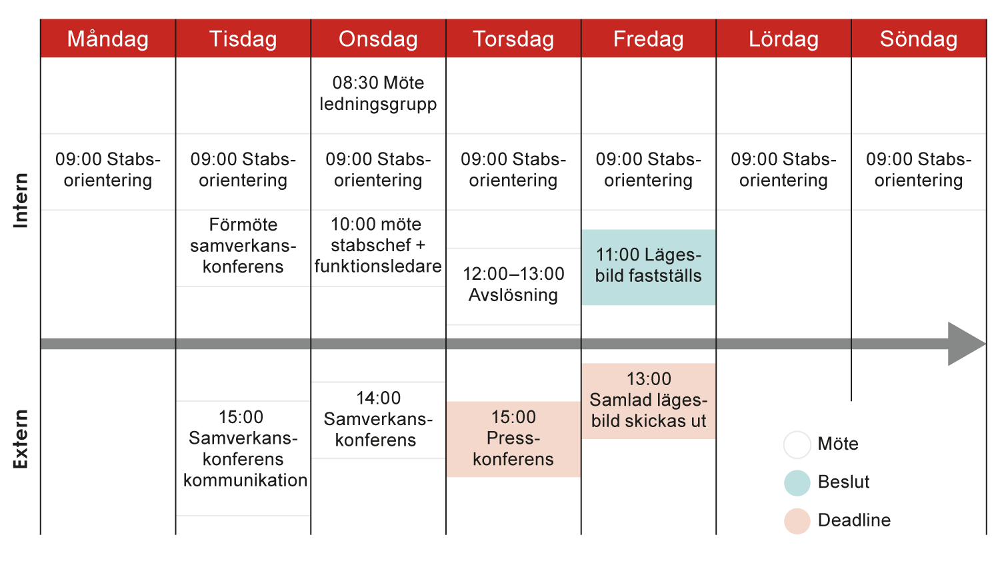 Måndag
Tisdag
Onsdag
Torsdag
Fredag
Lördag
Söndag
Intern
08:30 Möte
ledningsgrupp
09:00 Stabs-
orientering
09:00 Stabs-
orientering
09:00 Stabs-
orientering
09:00 Stabs-
orientering
09:00 Stabs-
orientering
09:00 Stabs-
orientering
09:00 Stabs-
orientering
Förmöte
samverkans-
konferens
10:00 möte
stabschef +
funktionsledare
12:00–13:00
Avslösning
11:00 Läges-
bild fastställs
Extern
15:00
Samverkans-
konferens
kommunikation
14:00
Samverkans-
konferens
15:00
Press-
konferens
13:00
Samlad läges-
bild skickas ut
Möte
Beslut
Deadline